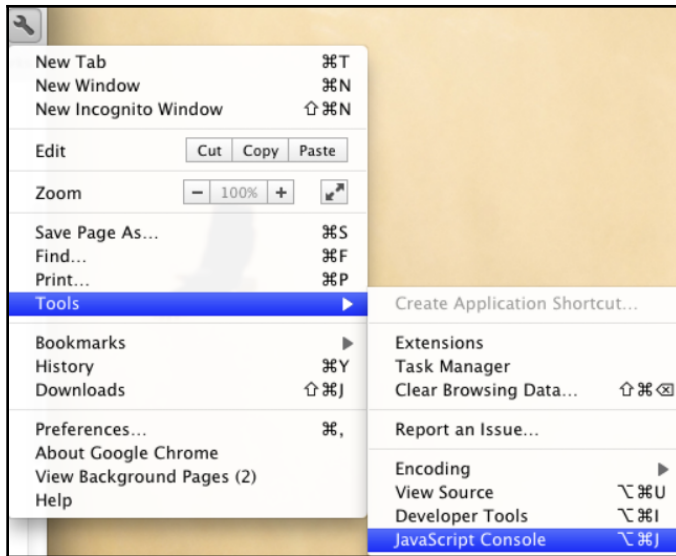 New Tab ⌘T
New Window ⌘N
New Incognito Window ⇧⌘N
Edit Cut Copy Paste
Zoom − 100% +
Save Page As... ⌘S
Find... ⌘F
Print... ⌘P
Tools ▶
Bookmarks ▶
History ⌘Y
Downloads ⇧⌘J
Preferences... ⌘,
About Google Chrome
View Background Pages (2)
Help
Create Application Shortcut...
Extensions
Task Manager
Clear Browsing Data... ⇧⌘⌫
Report an Issue...
Encoding ▶
View Source ⌥⌘U
Developer Tools ⌥⌘I
JavaScript Console ⌥⌘J